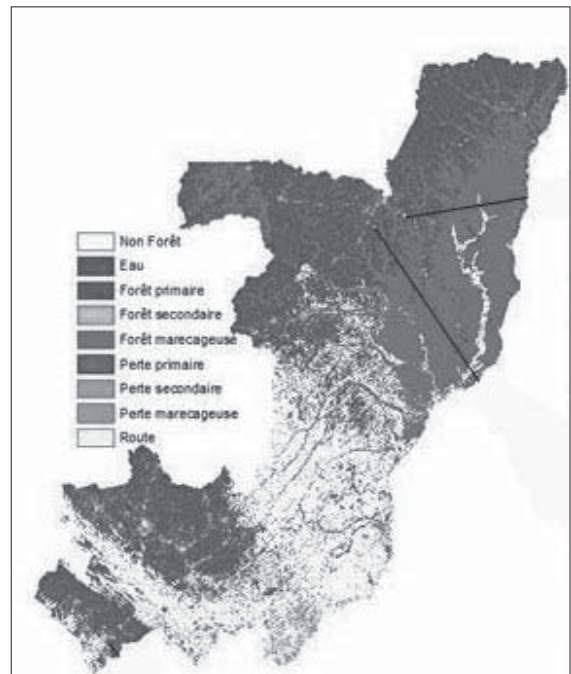 Non Forêt
Eau
Forêt primaire
Forêt secondaire
Forêt marecageuse
Perte primaire
Perte secondaire
Perte marecageuse
Route